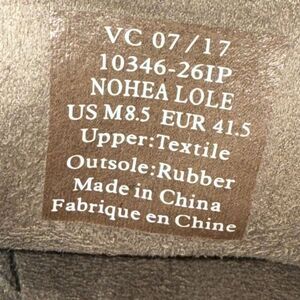 VC 07/17
10346-26IP
NOHEA LOLE
US M8.5 EUR 41.5
Upper:Textile
Outsole:Rubber
Made in China
Fabrique en Chine